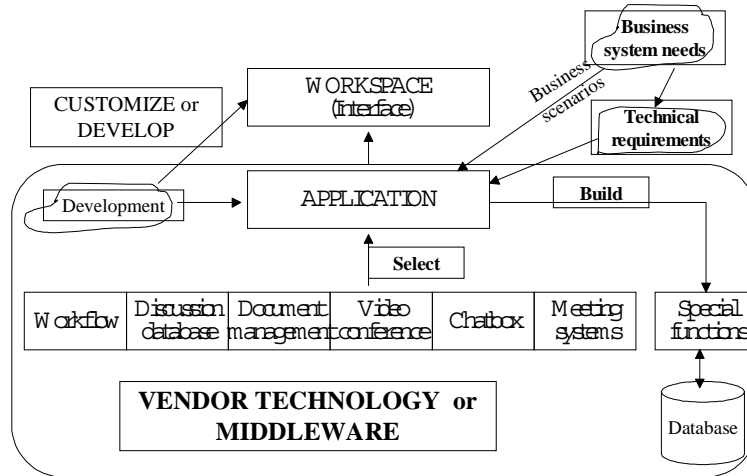 Business
system needs
WORKSPACE
(Interface)
Business
scenarios
CUSTOMIZE or
DEVELOP
Technical
requirements
Development
APPLICATION
Build
Select
Workflow
Discussion
database
Document
management
Video
conference
Chatbox
Meeting
systems
Special
functions
VENDOR TECHNOLOGY or
MIDDLEWARE
Database